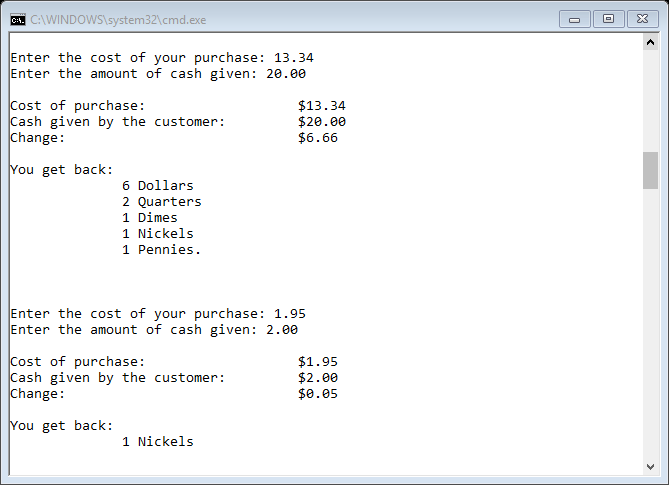 C:\WINDOWS\system32\cmd.exe
Enter the cost of your purchase: 13.34
Enter the amount of cash given: 20.00
Cost of purchase: $13.34
Cash given by the customer: $20.00
Change: $6.66
You get back:
6 Dollars
2 Quarters
1 Dimes
1 Nickels
1 Pennies.
Enter the cost of your purchase: 1.95
Enter the amount of cash given: 2.00
Cost of purchase: $1.95
Cash given by the customer: $2.00
Change: $0.05
You get back:
1 Nickels